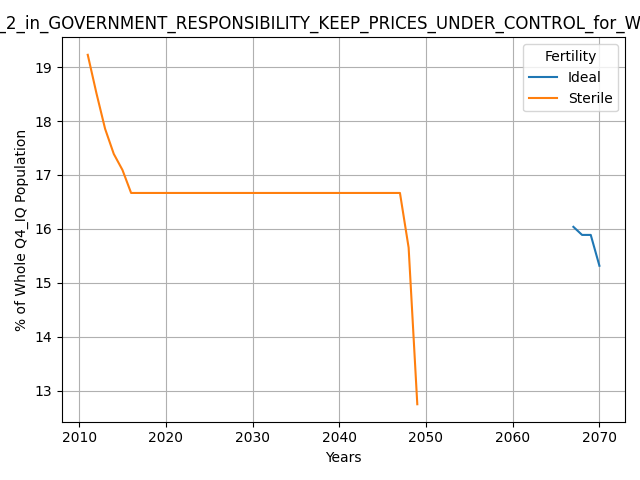 _2_in_GOVERNMENT_RESPONSIBILITY_KEEP_PRICES_UNDER_CONTROL_for_W
Fertility
Ideal
Sterile
19
18
17
16
15
14
13
% of Whole Q4_IQ Population
2010 2020 2030 2040 2050 2060 2070
Years